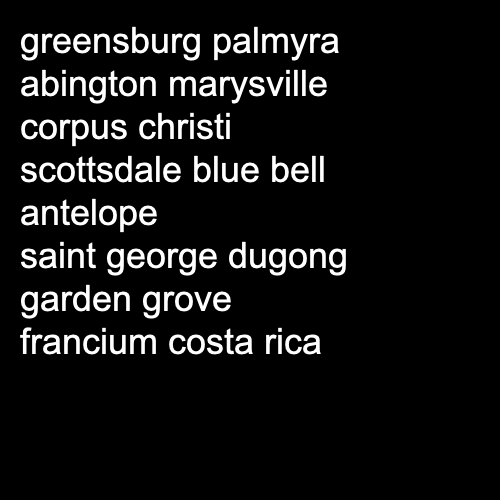 greensburg palmyra
abington marysville
corpus christi
scottsdale blue bell
antelope
saint george dugong
garden grove
francium costa rica